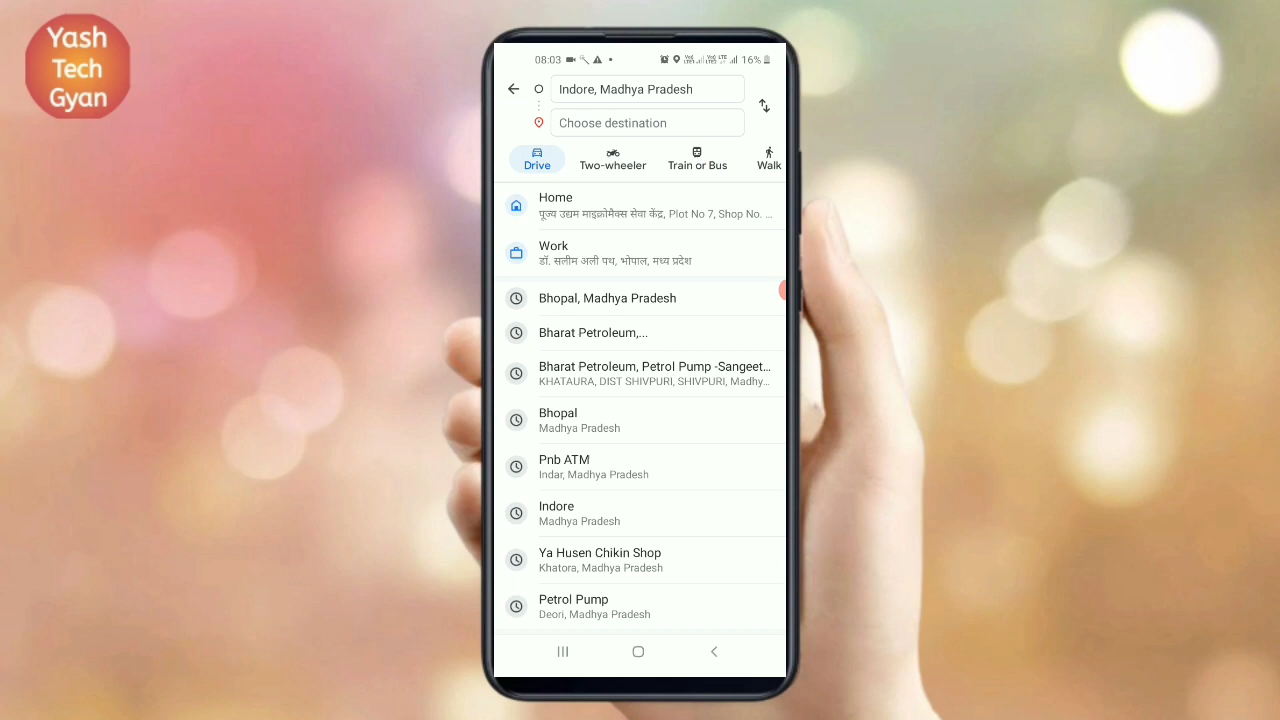 Yash
Tech
Gyan
08:03
16%
Indore, Madhya Pradesh
Choose destination
Drive
Two-wheeler
Train or Bus
Walk
Home
पूज्य उद्यम माइक्रोमैक्स सेवा केंद्र, Plot No 7, Shop No. ...
Work
डॉ. सलीम अली पथ, भोपाल, मध्य प्रदेश
Bhopal, Madhya Pradesh
Bharat Petroleum,...
Bharat Petroleum, Petrol Pump -Sangeet...
KHATAURA, DIST SHIVPURI, SHIVPURI, Madhy...
Bhopal
Madhya Pradesh
Pnb ATM
Indar, Madhya Pradesh
Indore
Madhya Pradesh
Ya Husen Chikin Shop
Khatora, Madhya Pradesh
Petrol Pump
Deori, Madhya Pradesh